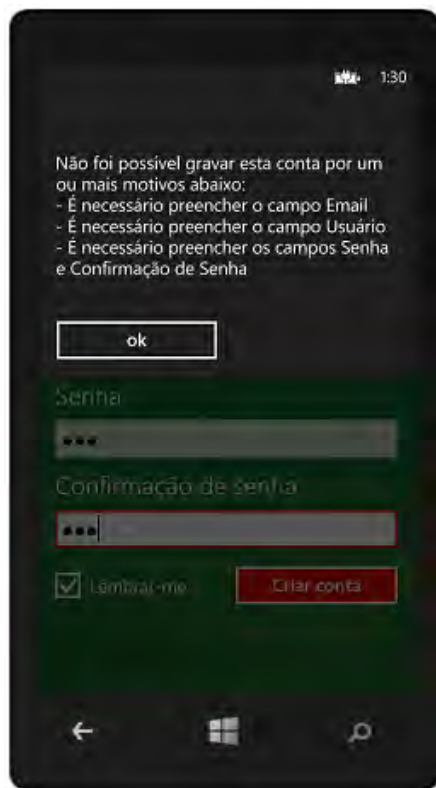 1:30
Não foi possível gravar esta conta por um
ou mais motivos abaixo:
- É necessário preencher o campo Email
- É necessário preencher o campo Usuário
- É necessário preencher os campos Senha
e Confirmação de Senha
ok
Senha
Confirmação de senha
Lembrar-me
Criar conta